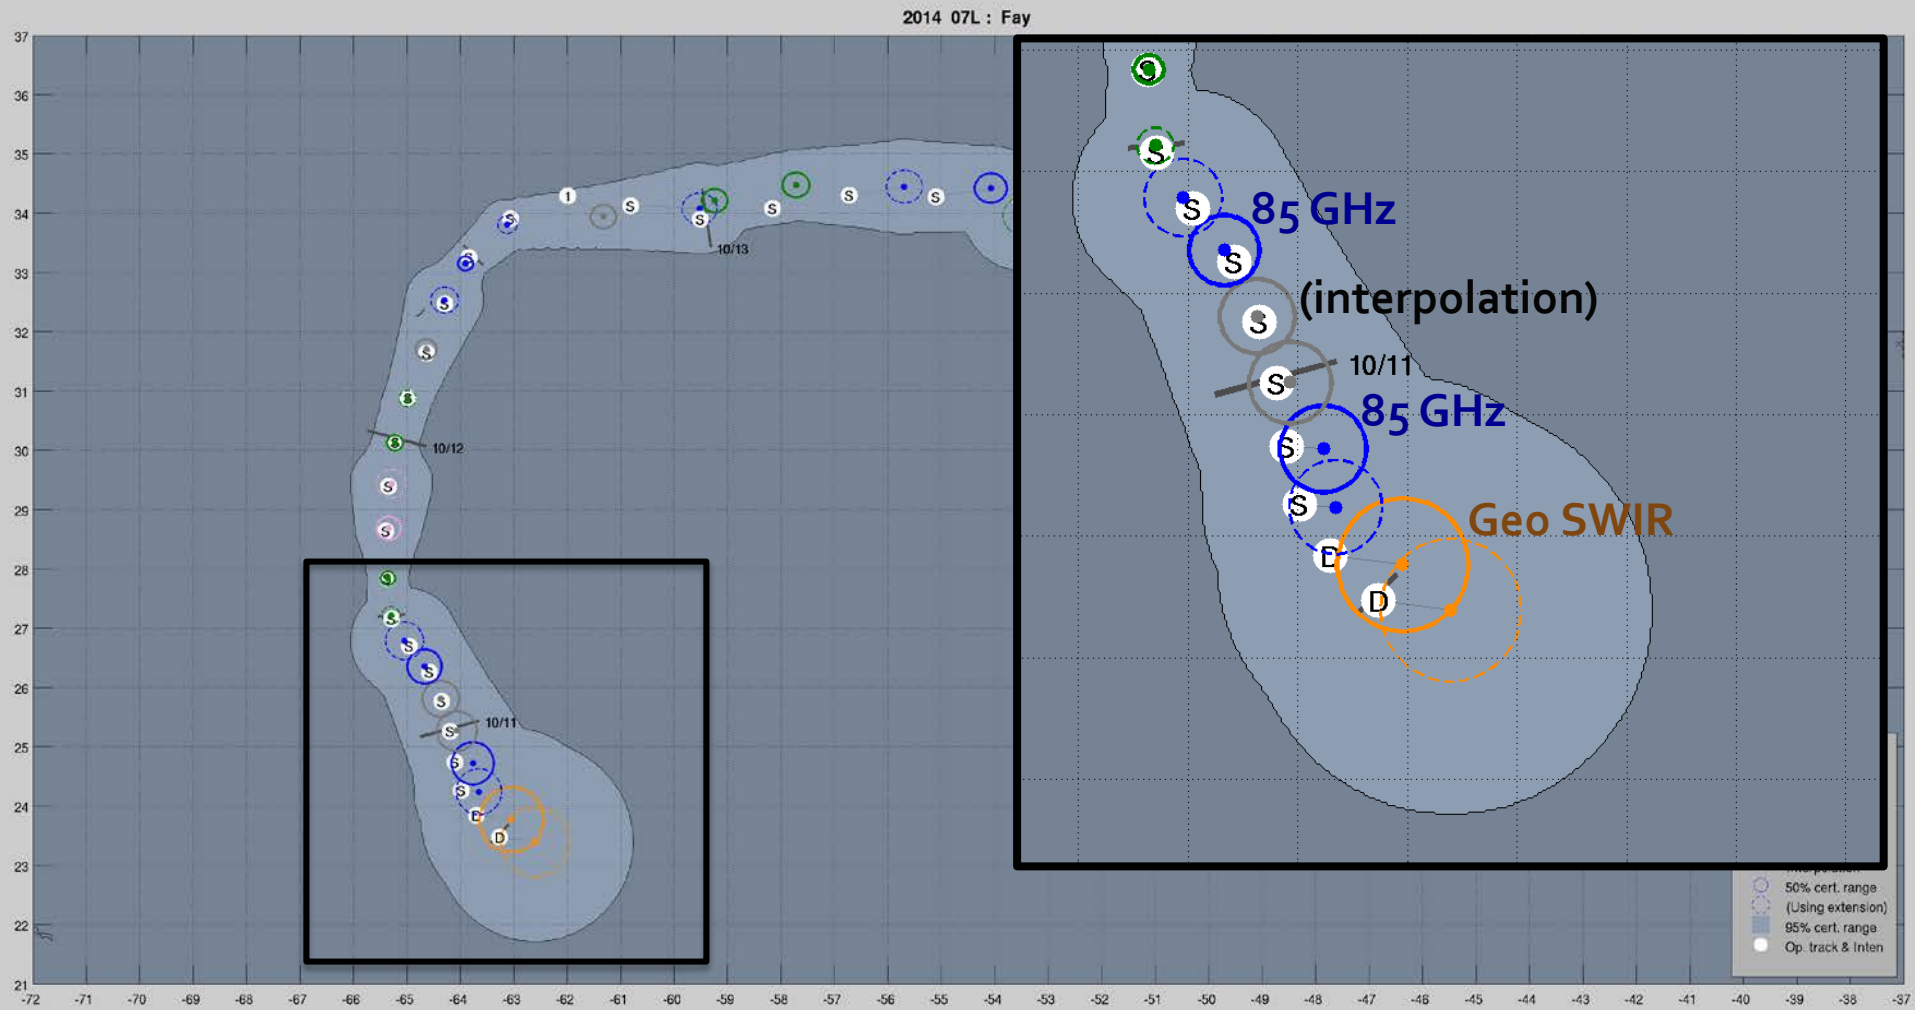 2014 07L : Fay
37
36
35
34
33
32
31
30
29
28
27
26
25
24
23
22
21
-72 -71 -70 -69 -68 -67 -66 -65 -64 -63 -62 -61 -60 -59 -58 -57 -56 -55 -54 -53 -52 -51 -50 -49 -48 -47 -46 -45 -44 -43 -42 -41 -40 -39 -38 -37
S
1
S
S
S
S
S
S
10/13
S
S
S
S
S
10/12
S
S
S
S
S
S
S
10/11
S
S
S
D
D
S
S
S
85 GHz
S
(interpolation)
S
10/11
S
85 GHz
S
S
Geo SWIR
D
D
50% cert. range
(Using extension)
95% cert. range
Op. track & Inten